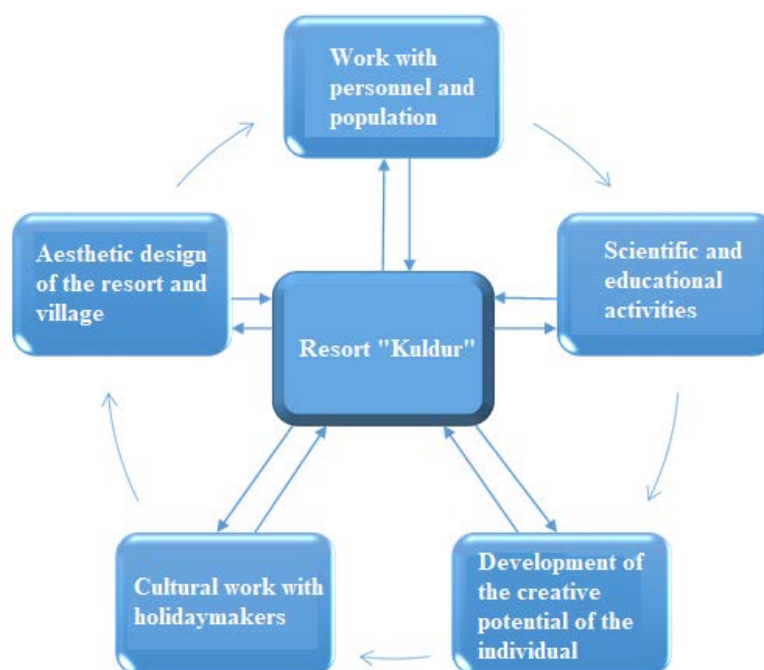 Work with
personnel and
population
Aesthetic design
of the resort and
village
Scientific and
educational
activities
Resort "Kuldur"
Cultural work with
holidaymakers
Development of
the creative
potential of the
individual